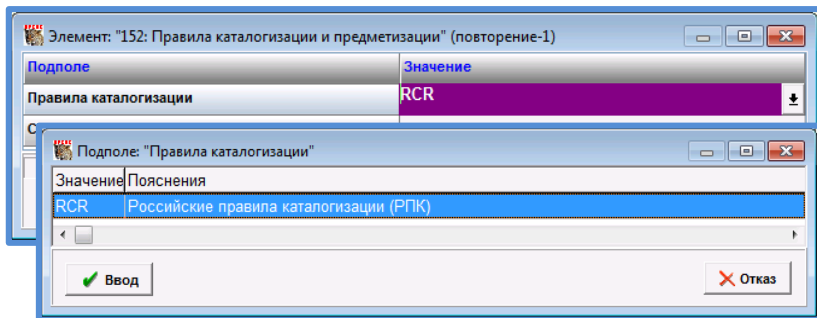 Элемент: "152: Правила каталогизации и предметизации" (повторение-1)
Подполе Значение
Правила каталогизации RCR
С
Подполе: "Правила каталогизации"
Значение Пояснения
RCR Российские правила каталогизации (РПК)
Ввод Отказ